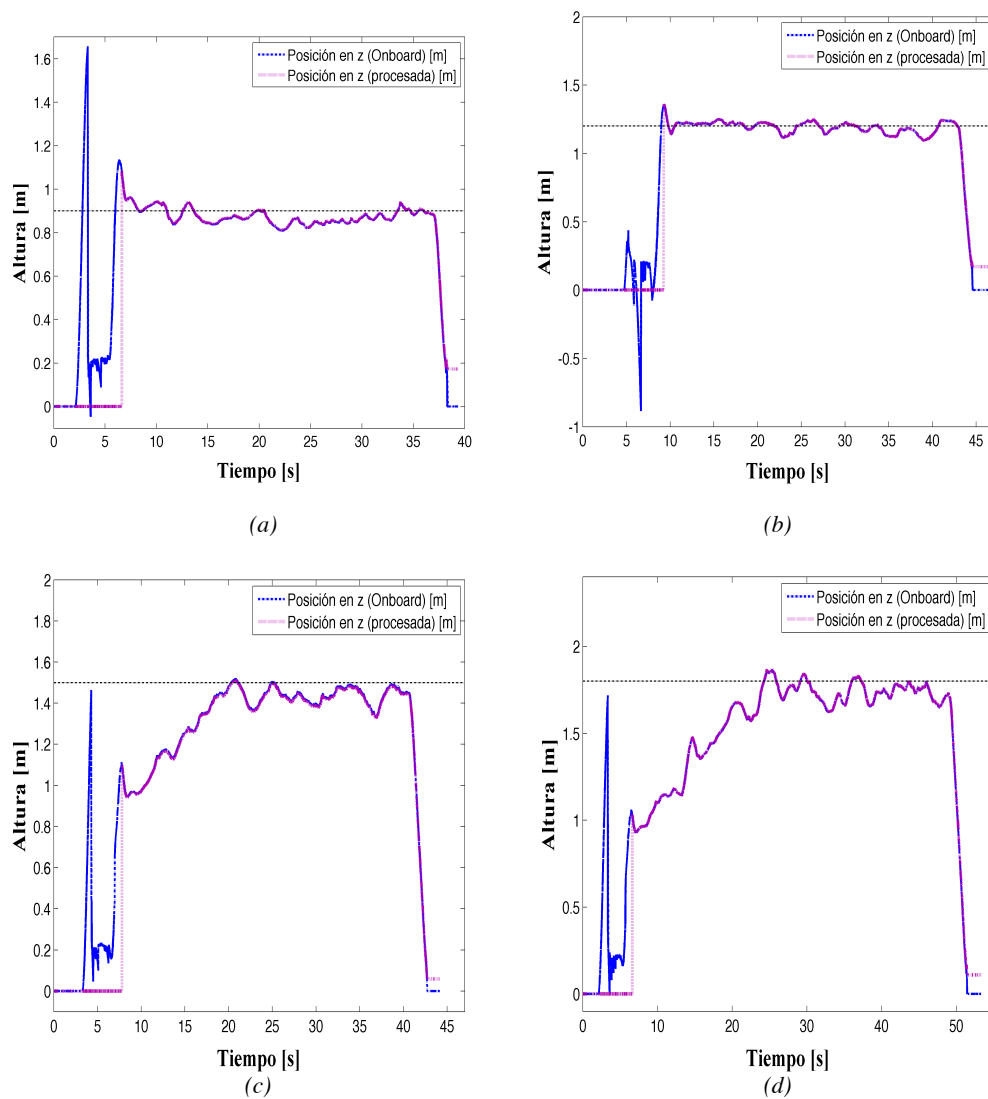 Posición en z (Onboard) [m]
Posición en z (procesada) [m]
1.6
1.4
1.2
1
0.8
0.6
0.4
0.2
0
0 5 10 15 20 25 30 35 40
Altura [m]
Tiempo [s]
(a)
Posición en z (Onboard) [m]
Posición en z (procesada) [m]
2
1.5
1
0.5
0
-0.5
-1
0 5 10 15 20 25 30 35 40 45
Altura [m]
Tiempo [s]
(b)
Posición en z (Onboard) [m]
Posición en z (procesada) [m]
2
1.8
1.6
1.4
1.2
1
0.8
0.6
0.4
0.2
0
0 5 10 15 20 25 30 35 40 45
Altura [m]
Tiempo [s]
(c)
Posición en z (Onboard) [m]
Posición en z (procesada) [m]
2
1.5
1
0.5
0
0 10 20 30 40 50
Altura [m]
Tiempo [s]
(d)